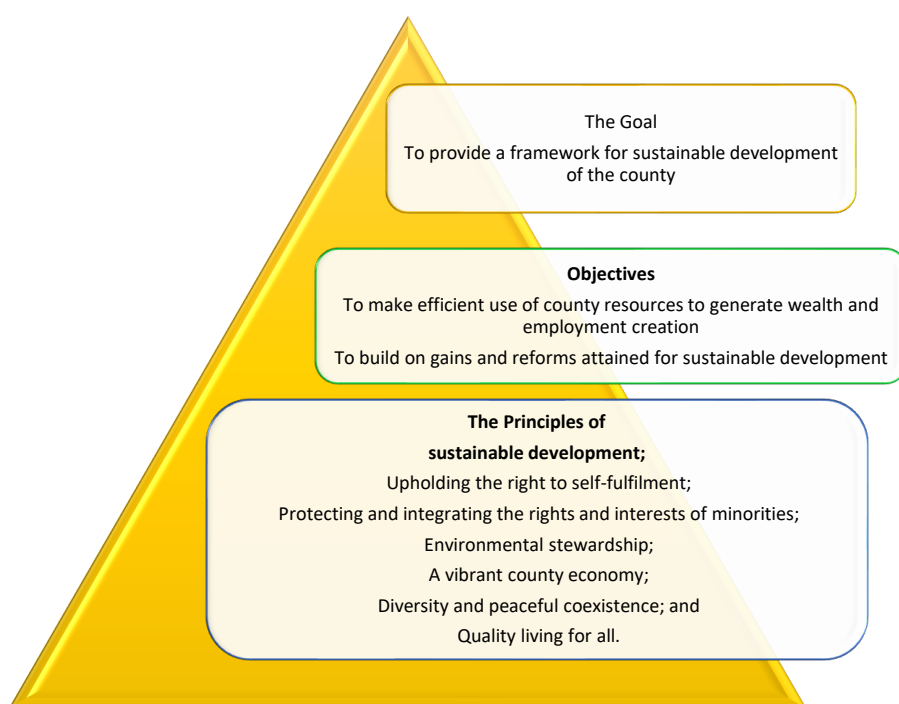 The Goal
To provide a framework for sustainable development
of the county
Objectives
To make efficient use of county resources to generate wealth and
employment creation
To build on gains and reforms attained for sustainable development
The Principles of
sustainable development;
Upholding the right to self-fulfilment;
Protecting and integrating the rights and interests of minorities;
Environmental stewardship;
A vibrant county economy;
Diversity and peaceful coexistence; and
Quality living for all.